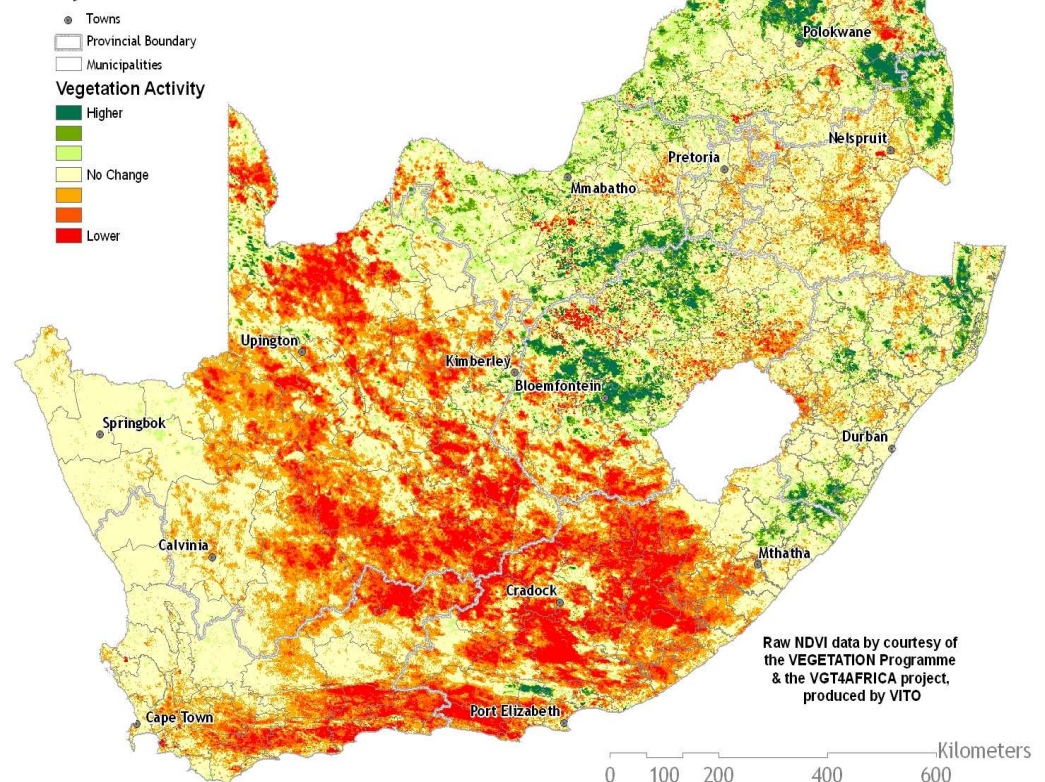 Towns
Provincial Boundary
Municipalities
Vegetation Activity
Higher
No Change
Lower
Polokwane
Nelspruit
Pretoria
Mmabatho
Upington
Kimberley
Bloemfontein
Springbok
Durban
Calvinia
Mthatha
Cradock
Raw NDVI data by courtesy of
the VEGETATION Programme
& the VGT4AFRICA project,
produced by VITO
Port Elizabeth
Cape Town
Kilometers
0 100 200 400 600